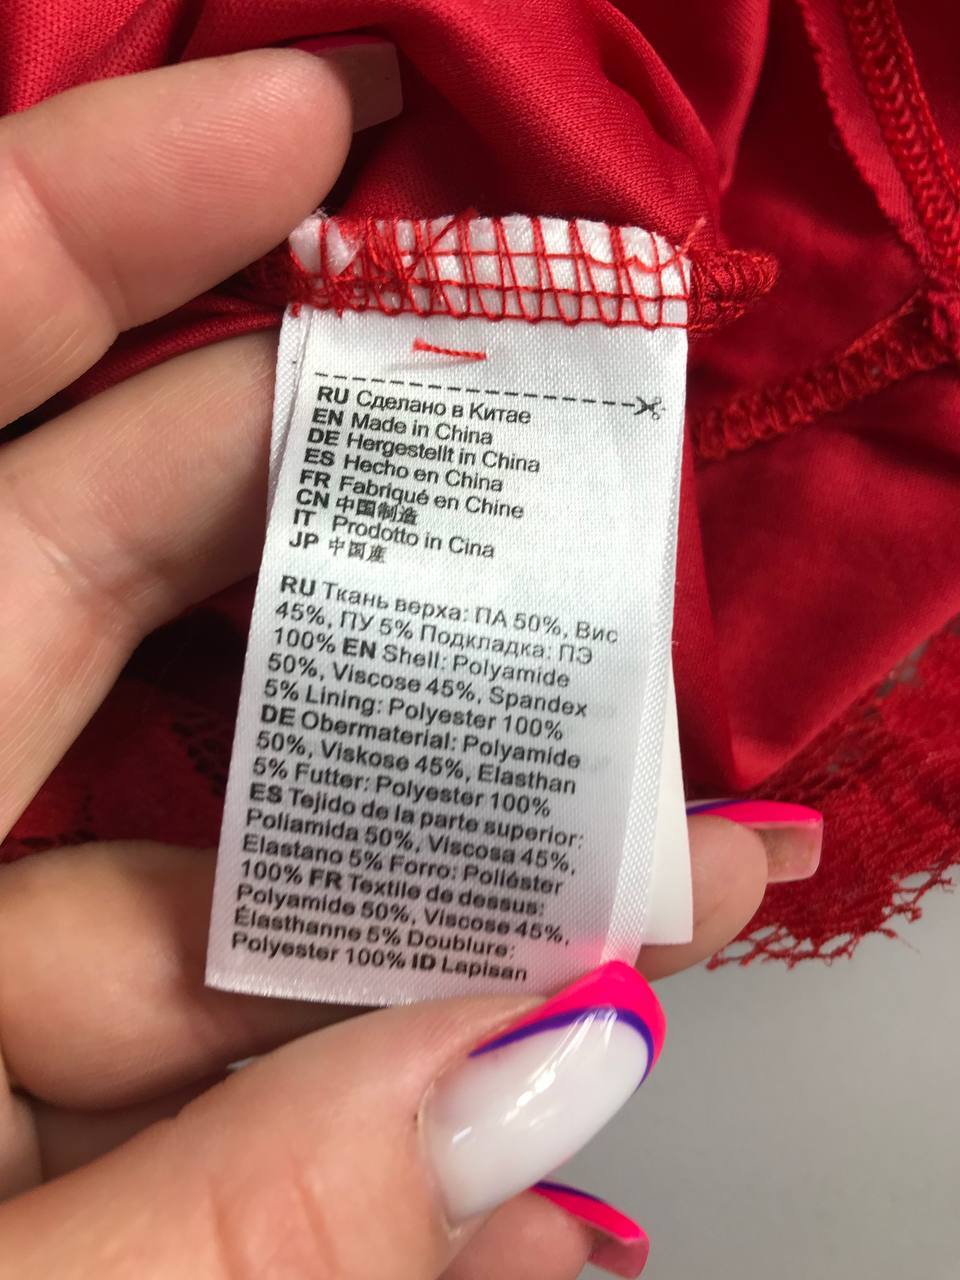 RU Сделано в Китае
EN Made in China
DE Hergestellt in China
ES Hecho en China
FR Fabriqué en Chine
CN 中国制造
IT Prodotto in Cina
JP 中国産
RU Ткань верха: ПА 50%, Вис
45%, ПУ 5% Подкладка: ПЭ
100% EN Shell: Polyamide
50%, Viscose 45%, Spandex
5% Lining: Polyester 100%
DE Obermaterial: Polyamide
50%, Viskose 45%, Elasthan
5% Futter: Polyester 100%
ES Tejido de la parte superior:
Poliamida 50%, Viscosa 45%,
Elastano 5% Forro: Poliéster
100% FR Textile de dessus:
Polyamide 50%, Viscose 45%,
Élasthanne 5% Doublure:
Polyester 100% ID Lapisan